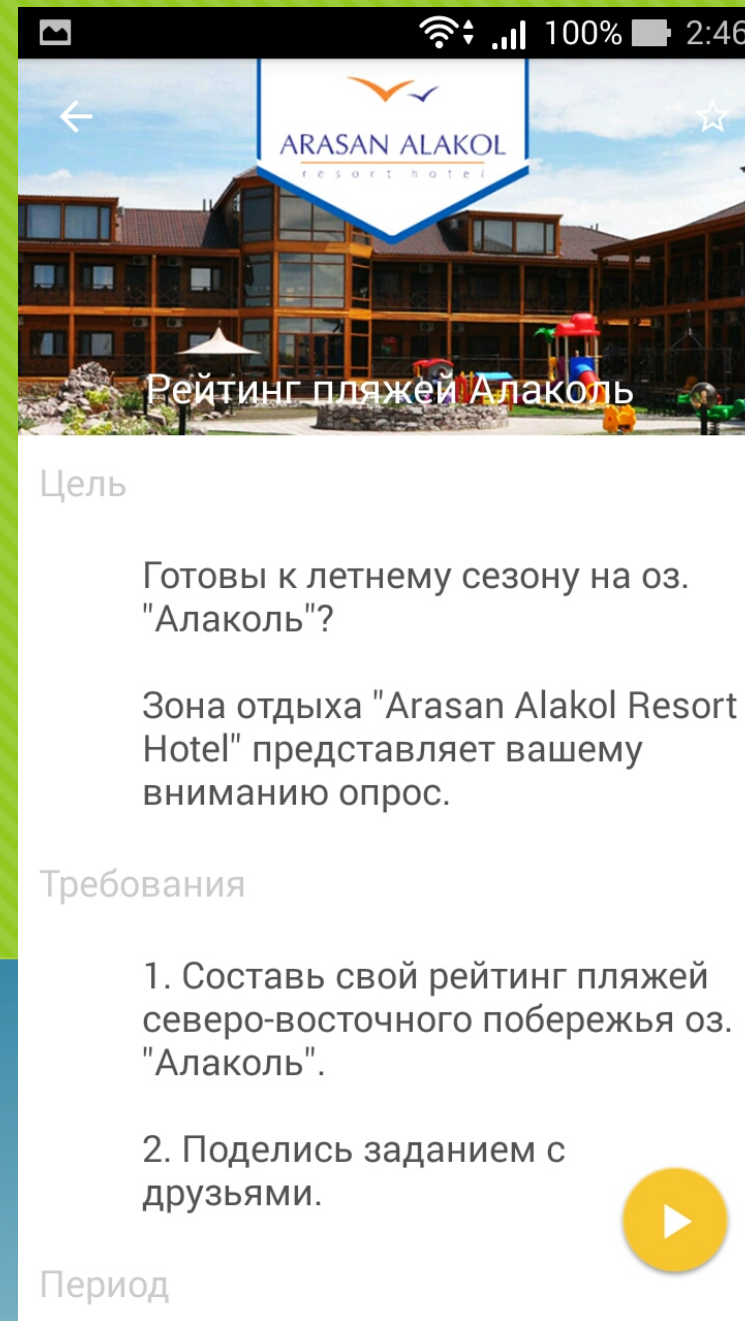 100% 2:46
ARASAN ALAKOL
resort hotel
Рейтинг пляжей Алаколь
Цель
Готовы к летнему сезону на оз.
"Алаколь"?
Зона отдыха "Arasan Alakol Resort
Hotel" представляет вашему
вниманию опрос.
Требования
1. Составь свой рейтинг пляжей
северо-восточного побережья оз.
"Алаколь".
2. Поделись заданием с
друзьями.
Период